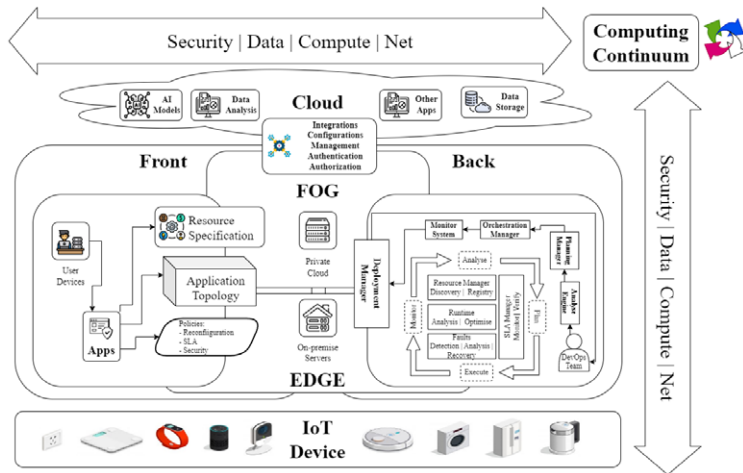 Security | Data | Compute | Net
Computing
Continuum
Cloud
AI
Models
Data
Analysis
Other
Apps
Data
Storage
Integrations
Configurations
Management
Authentication
Authorization
Front
Back
FOG
User
Devices
Resource
Specification
Application
Topology
Apps
Policies:
- Reconfiguration
- SLA
- Security
Private
Cloud
On-premise
Servers
EDGE
Deployment
Manager
Monitor
System
Orchestration
Manager
Planning
Manager
Analyse
Engine
DevOps
Team
Analyse
Plan
Execute
Monitor
Resource Manager
Discovery | Registry
Runtime
Analysis | Optimise
Faults
Detection | Analysis |
Recovery
SLA Manager
Security | Data | Compute | Net
IoT
Device